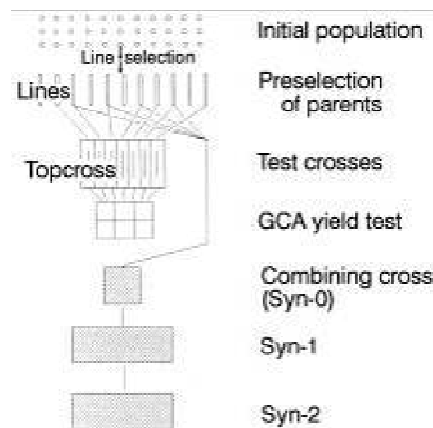 Initial population
Line selection
Lines
Preselection
of parents
Topcross
Test crosses
GCA yield test
Combining cross
(Syn-0)
Syn-1
Syn-2